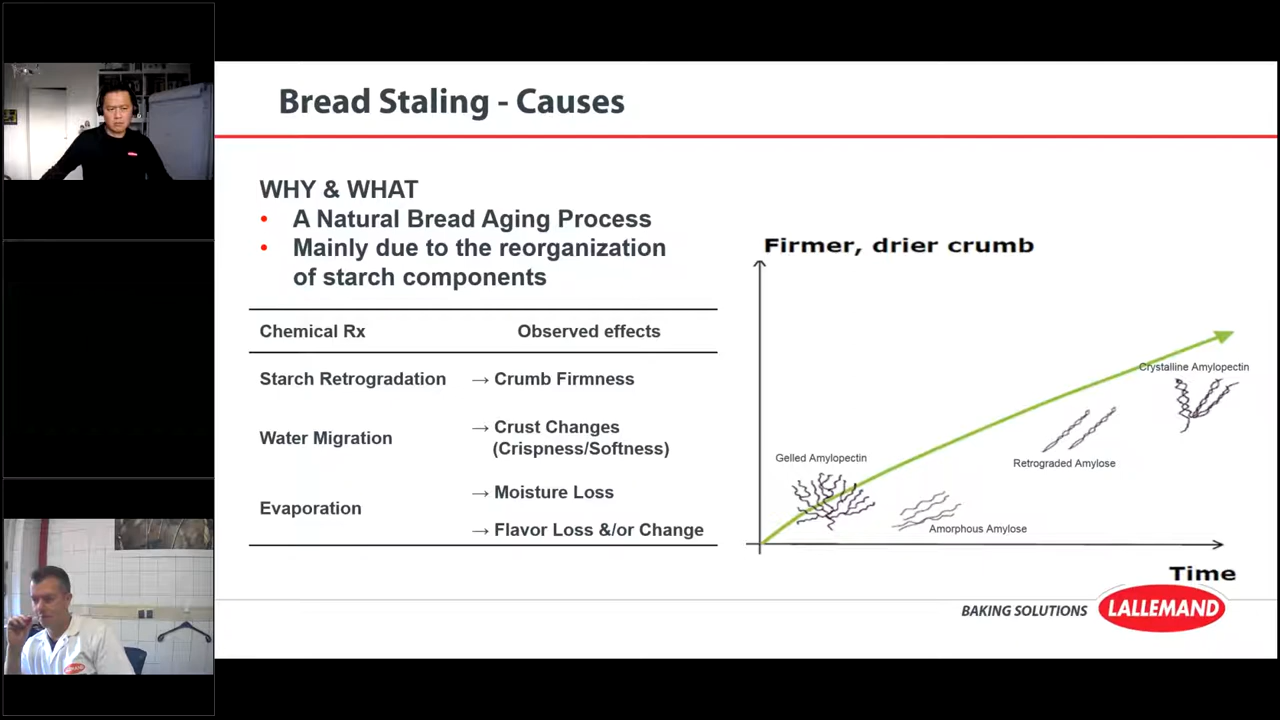 Bread Staling - Causes
WHY & WHAT
• A Natural Bread Aging Process
• Mainly due to the reorganization
of starch components
Chemical Rx Observed effects
Starch Retrogradation → Crumb Firmness
Water Migration → Crust Changes
(Crispness/Softness)
Evaporation → Moisture Loss
→ Flavor Loss &/or Change
Firmer, drier crumb
Crystalline Amylopectin
Gelled Amylopectin
Retrograded Amylose
Amorphous Amylose
Time
BAKING SOLUTIONS LALLEMAND